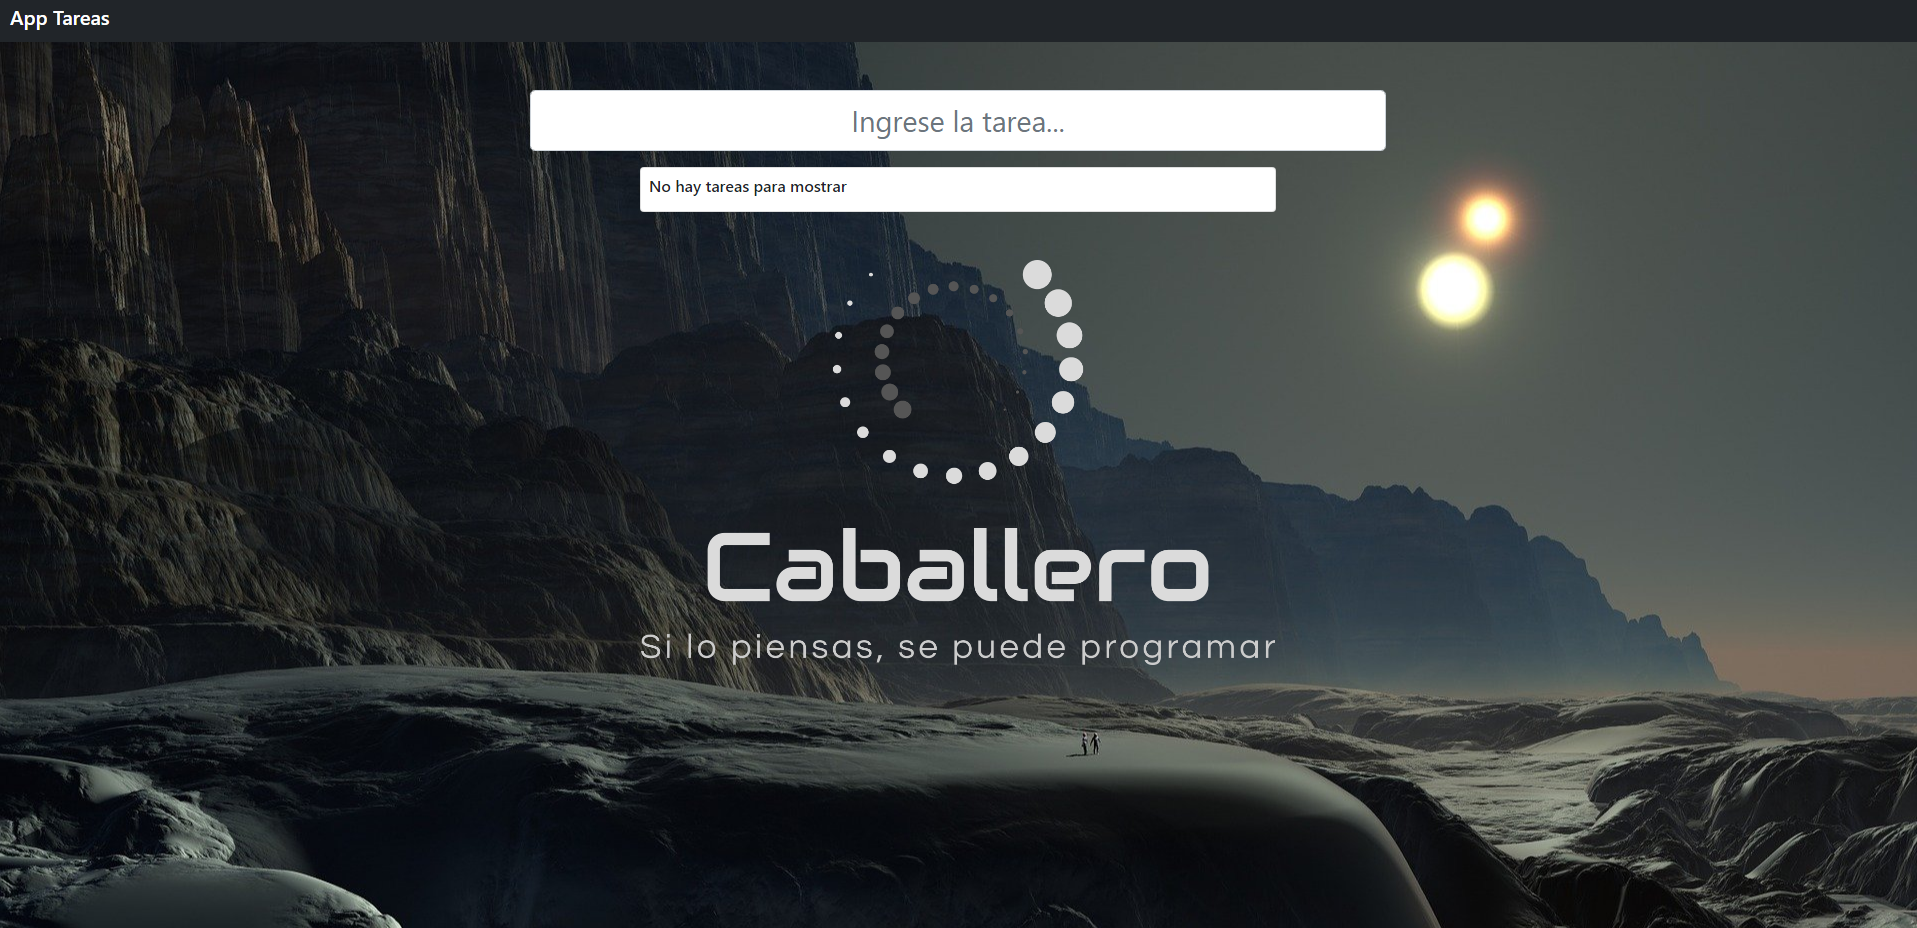 App Tareas
Ingrese la tarea...
No hay tareas para mostrar
Caballero
Si lo piensas, se puede programar